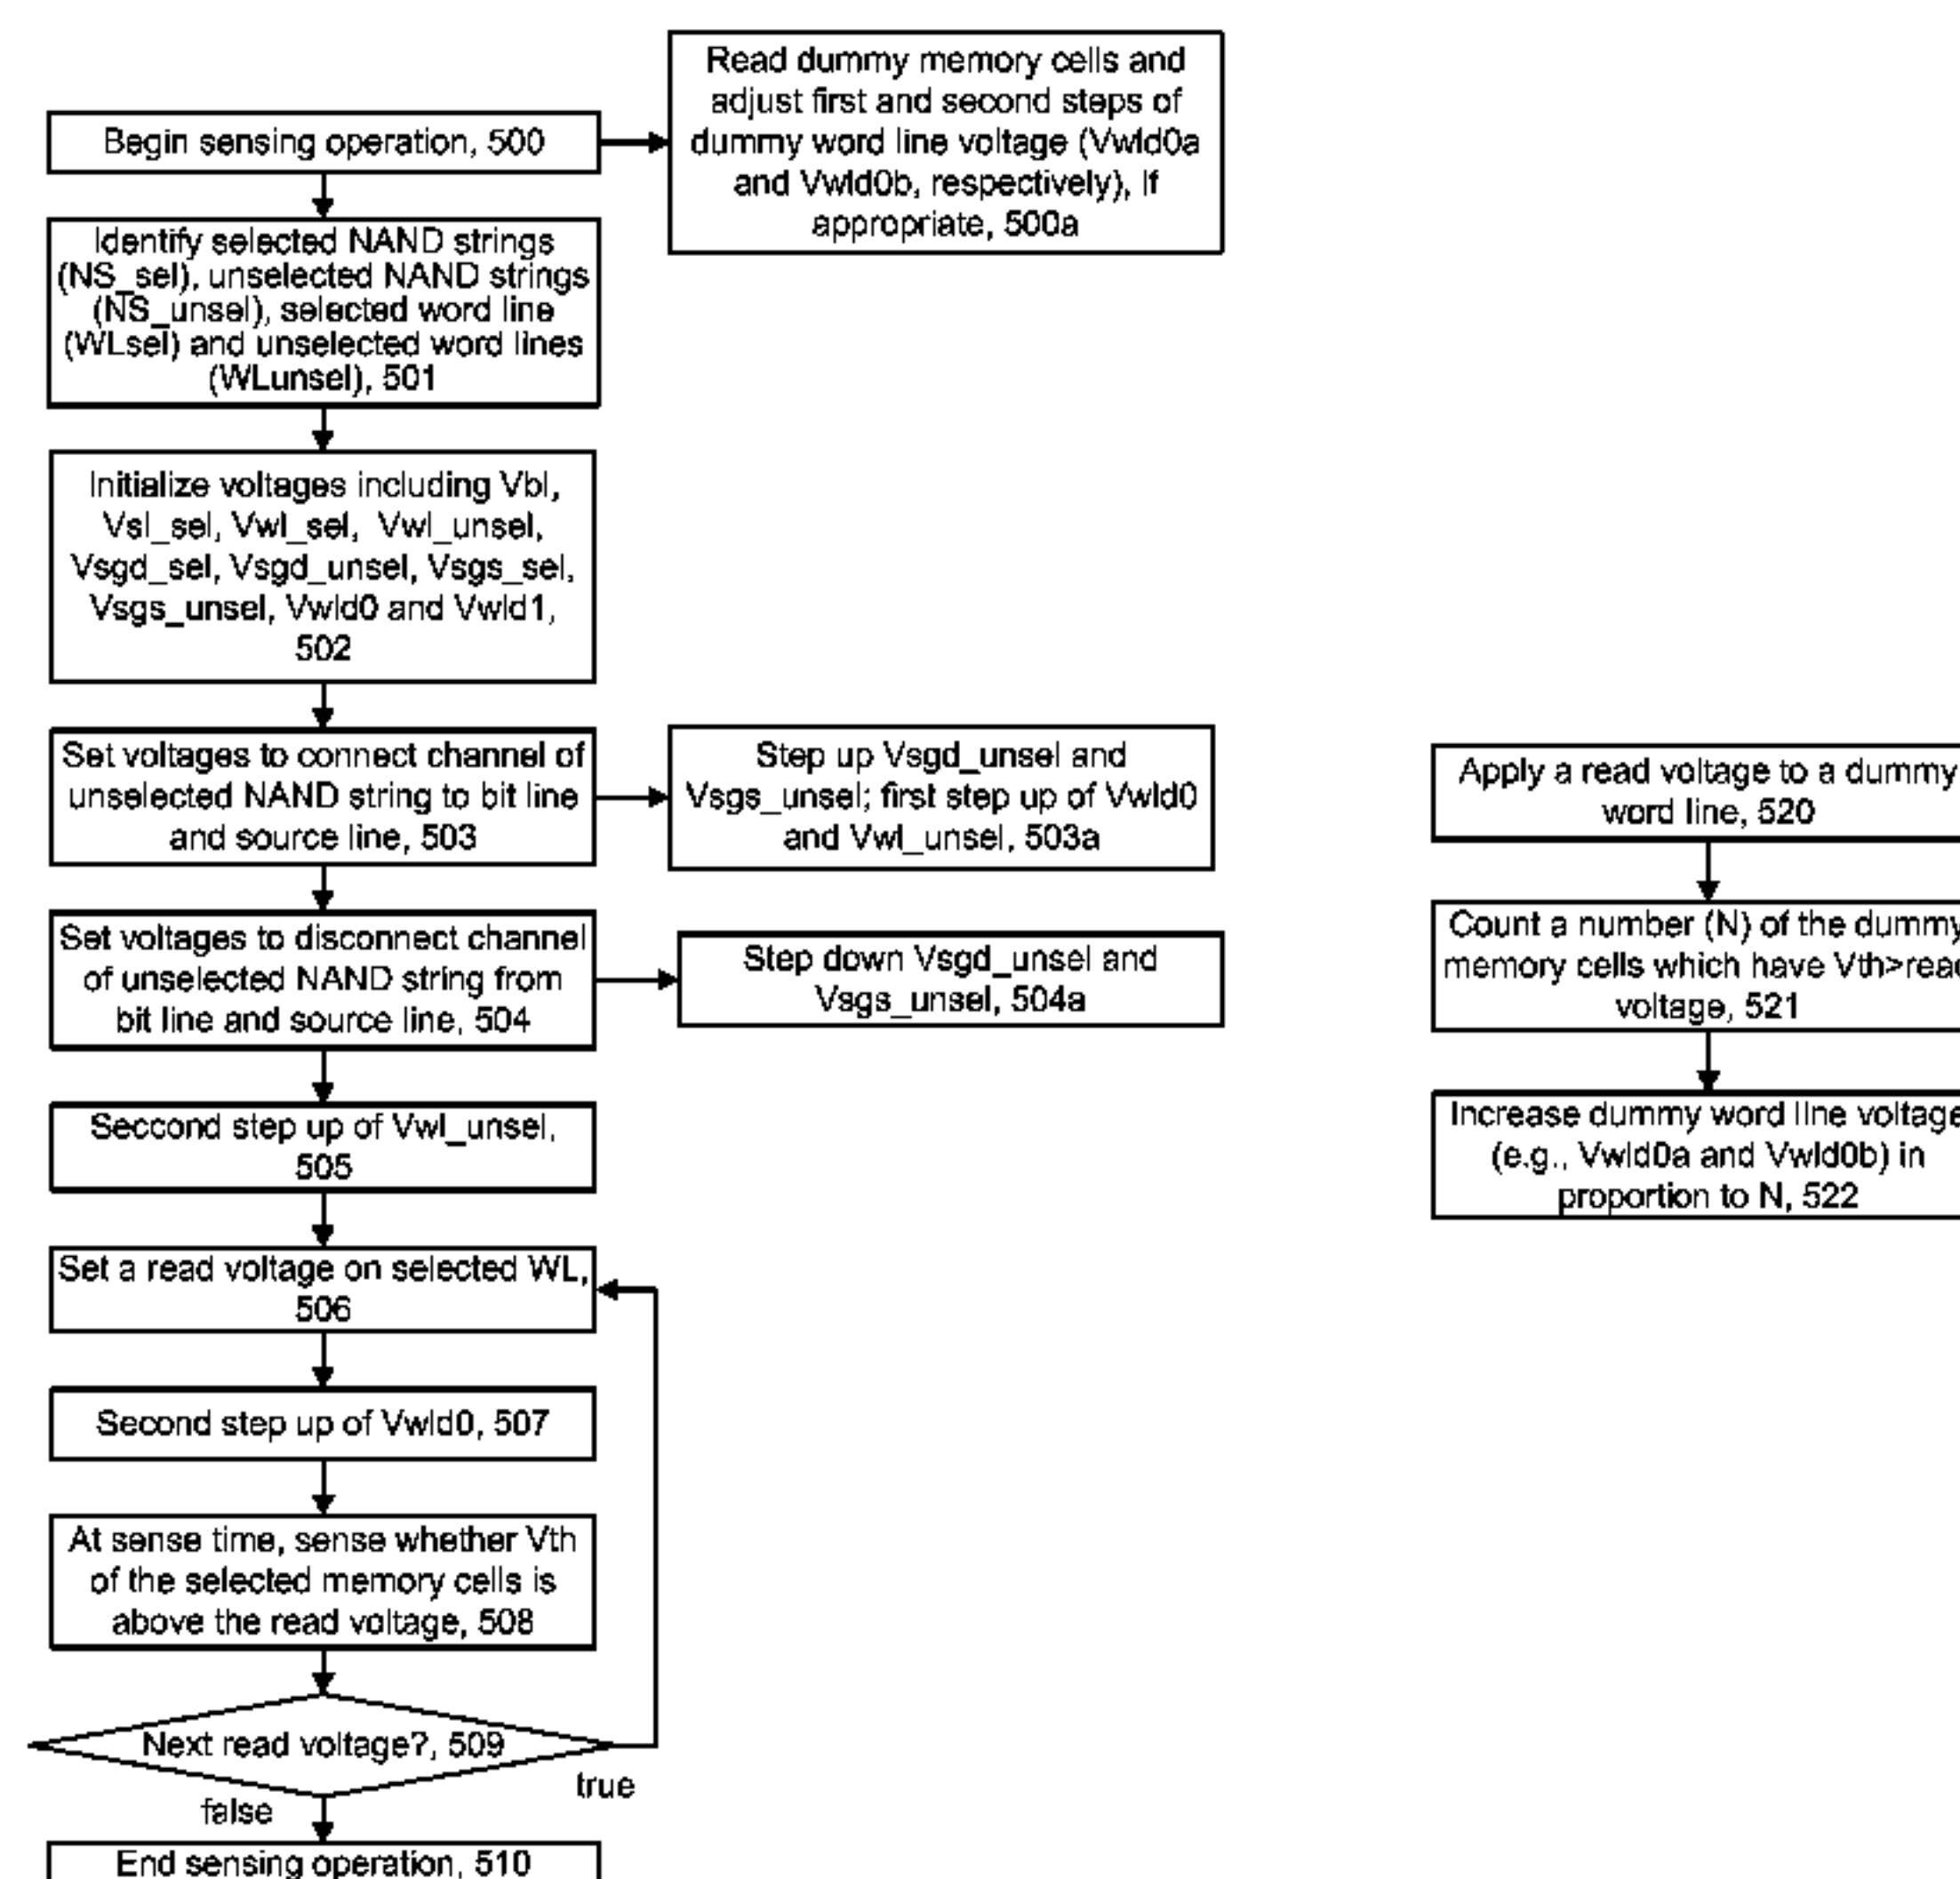 Begin sensing operation, 500
Read dummy memory cells and
adjust first and second steps of
dummy word line voltage (Vwld0a
and Vwld0b, respectively), If
appropriate, 500a
Identify selected NAND strings
(NS_sel), unselected NAND strings
(NS_unsel), selected word line
(WLsel) and unselected word lines
(WLunsel), 501
Initialize voltages including Vbl,
Vsl_sel, Vwl_sel, Vwl_unsel,
Vsgd_sel, Vsgd_unsel, Vsgs_sel,
Vsgs_unsel, Vwld0 and Vwld1,
502
Set voltages to connect channel of
unselected NAND string to bit line
and source line, 503
Step up Vsgd_unsel and
Vsgs_unsel; first step up of Vwld0
and Vwl_unsel, 503a
Set voltages to disconnect channel
of unselected NAND string from
bit line and source line, 504
Step down Vsgd_unsel and
Vsgs_unsel, 504a
Seccond step up of Vwl_unsel,
505
Set a read voltage on selected WL,
506
Second step up of Vwld0, 507
At sense time, sense whether Vth
of the selected memory cells is
above the read voltage, 508
Next read voltage?, 509
true
false
End sensing operation, 510
Apply a read voltage to a dummy
word line, 520
Count a number (N) of the dummy
memory cells which have Vth>read
voltage, 521
Increase dummy word line voltage
(e.g., Vwld0a and Vwld0b) in
proportion to N, 522